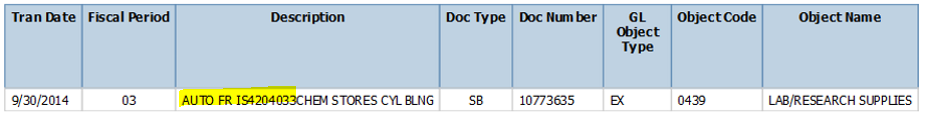 Tran Date Fiscal Period Description Doc Type Doc Number GL Object Type Object Code Object Name
9/30/2014 03 AUTO FR IS4204033CHEM STORES CYL BLNG SB 10773635 EX 0439 LAB/RESEARCH SUPPLIES